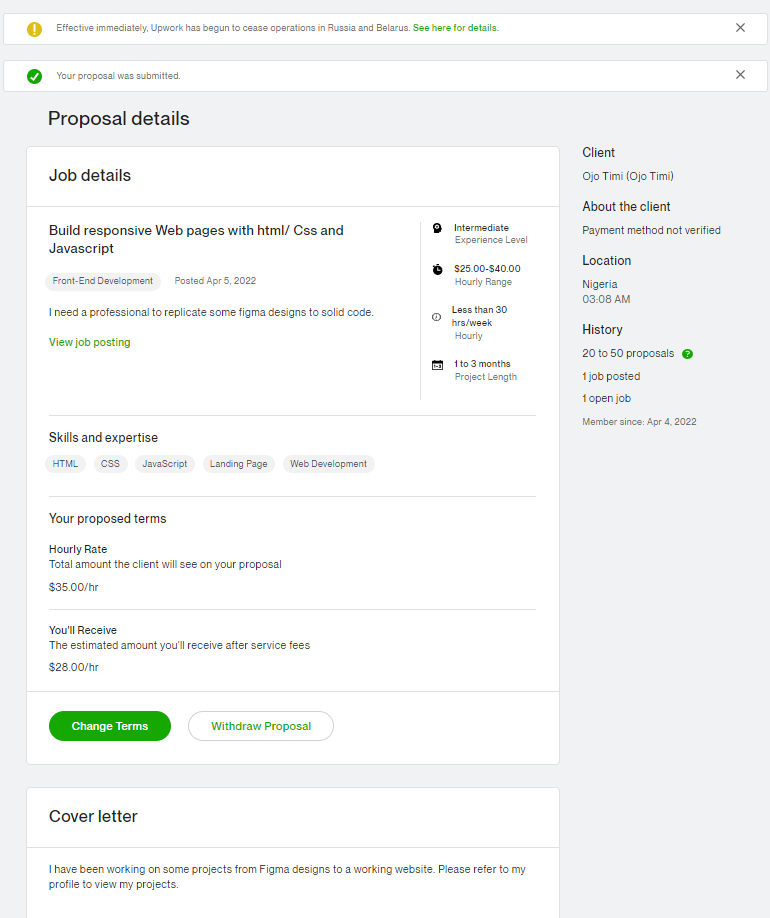 Effective immediately, Upwork has begun to cease operations in Russia and Belarus. See here for details.
Your proposal was submitted.
Proposal details
Job details
Build responsive Web pages with html/ Css and
Javascript
Front-End Development
Posted Apr 5, 2022
I need a professional to replicate some figma designs to solid code.
View job posting
Intermediate
Experience Level
$25.00-$40.00
Hourly Range
Less than 30
hrs/week
Hourly
1 to 3 months
Project Length
Skills and expertise
HTML CSS JavaScript Landing Page Web Development
Your proposed terms
Hourly Rate
Total amount the client will see on your proposal
$35.00/hr
You'll Receive
The estimated amount you'll receive after service fees
$28.00/hr
Change Terms Withdraw Proposal
Cover letter
I have been working on some projects from Figma designs to a working website. Please refer to my
profile to view my projects.
Client
Ojo Timi (Ojo Timi)
About the client
Payment method not verified
Location
Nigeria
03:08 AM
History
20 to 50 proposals ?
1 job posted
1 open job
Member since: Apr 4, 2022